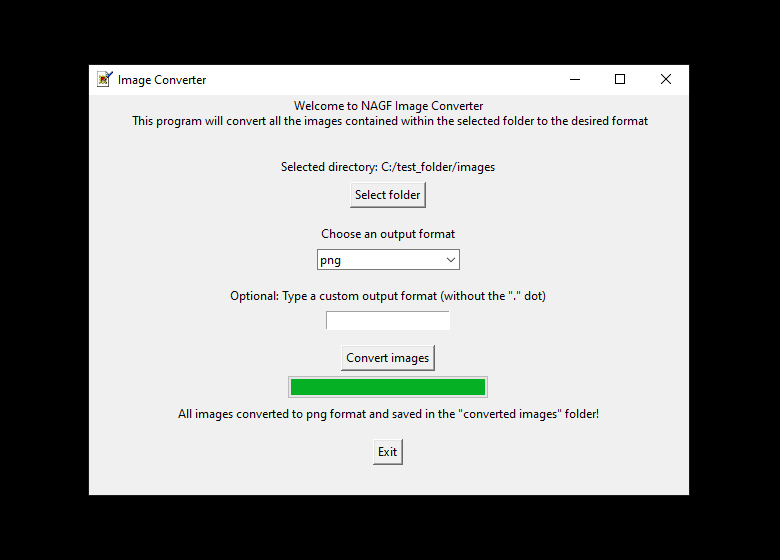 Image Converter
Welcome to NAGF Image Converter
This program will convert all the images contained within the selected folder to the desired format
Selected directory: C:/test_folder/images
Select folder
Choose an output format
png
Optional: Type a custom output format (without the "." dot)
Convert images
All images converted to png format and saved in the "converted images" folder!
Exit